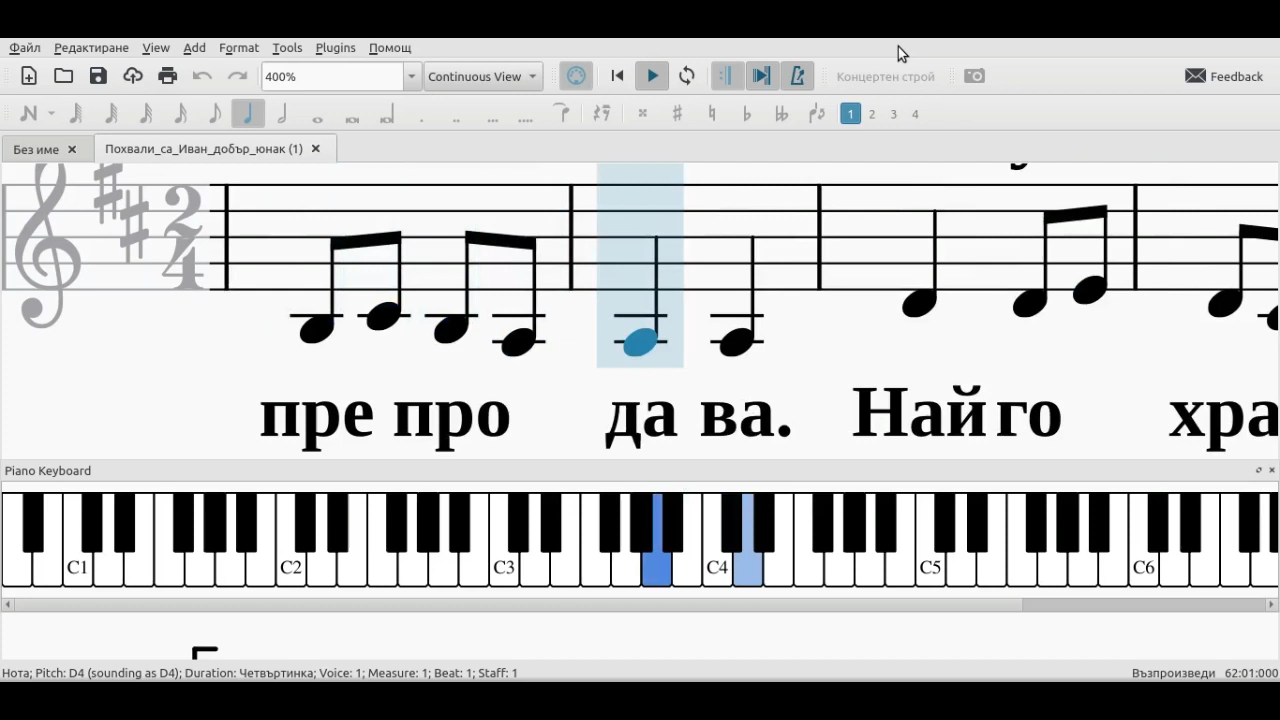 Файл Редактиране View Add Format Tools Plugins Помощ
400% Continuous View Концертен строй Feedback
1 2 3 4
Без име Похвали_са_Иван_добър_юнак (1)
2
4
пре про да ва. Най го хра
Piano Keyboard
C1 C2 C3 C4 C5 C6
Нота; Pitch: D4 (sounding as D4); Duration: Четвъртинка; Voice: 1; Measure: 1; Beat: 1; Staff: 1 Възпроизведи 62:01:000